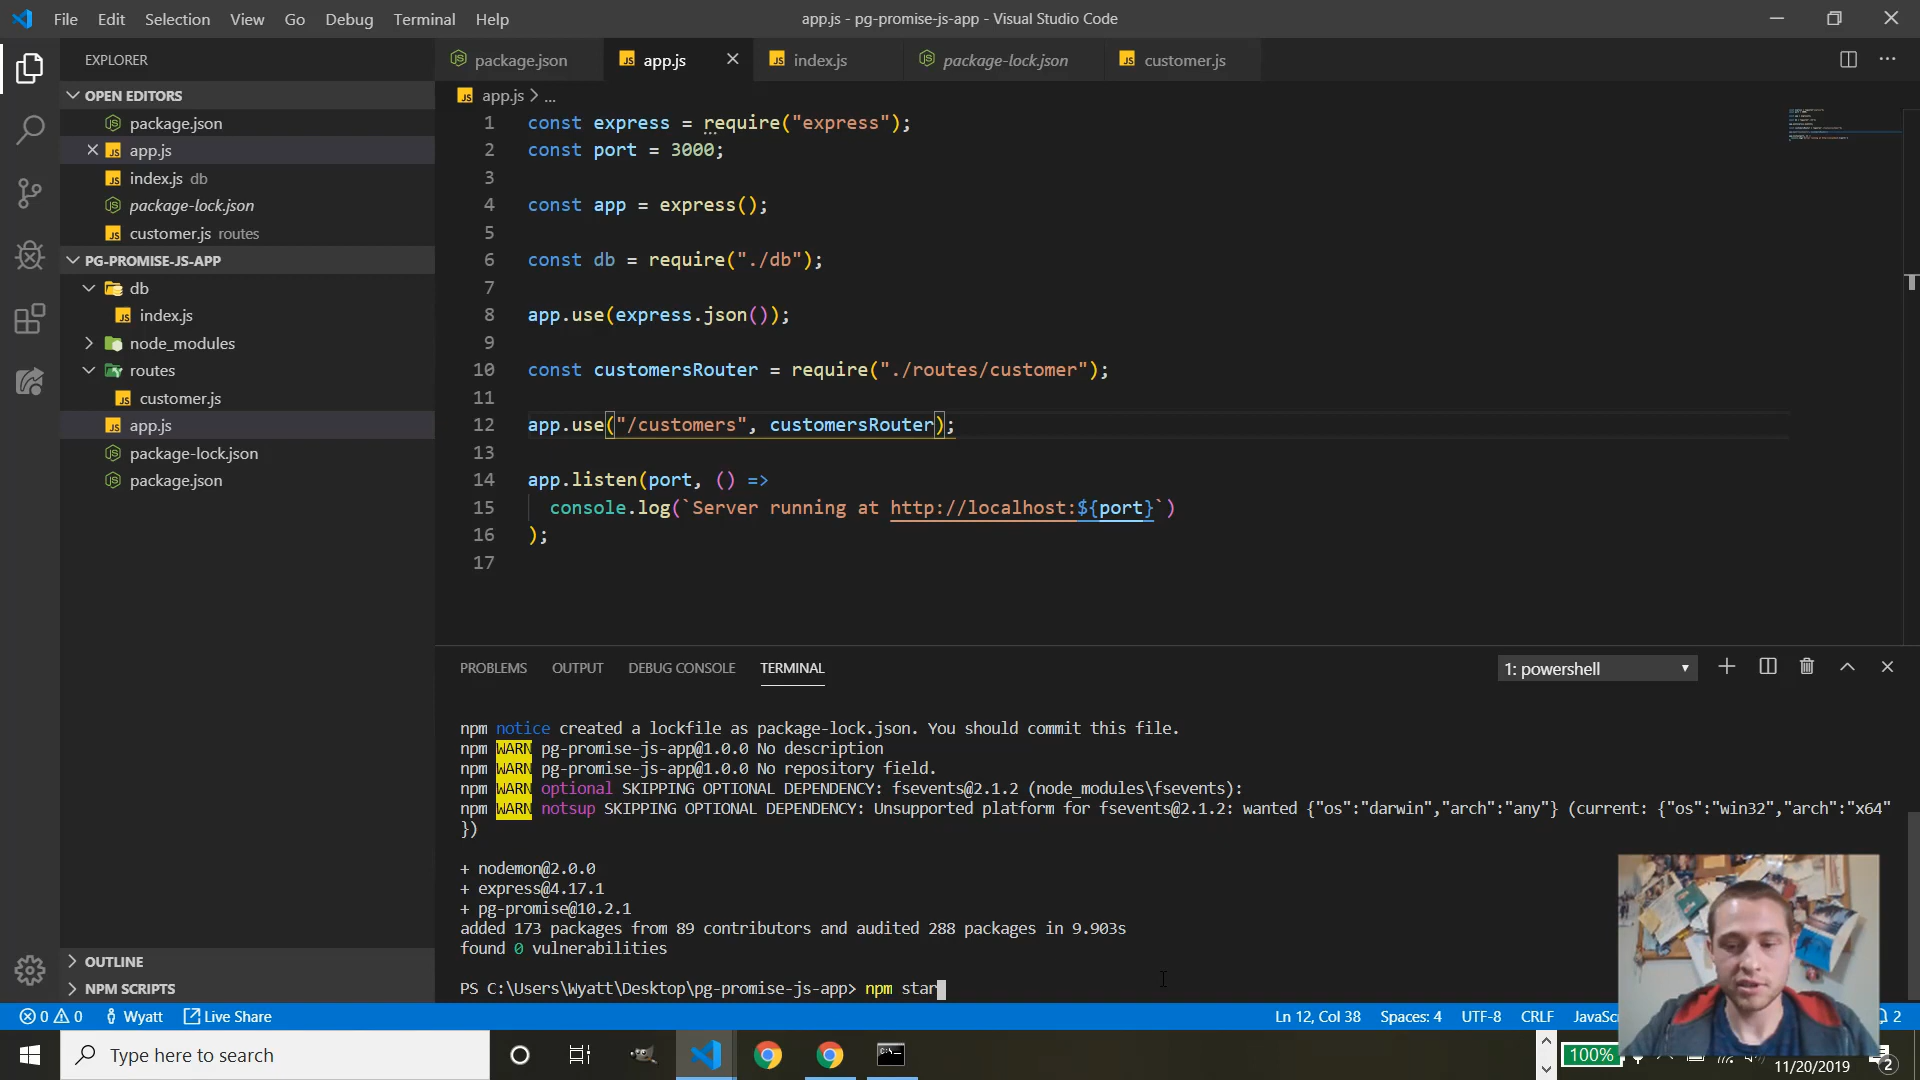 File Edit Selection View Go Debug Terminal Help
app.js - pg-promise-js-app - Visual Studio Code
EXPLORER
OPEN EDITORS
package.json
app.js
index.js db
package-lock.json
customer.js routes
PG-PROMISE-JS-APP
db
index.js
node_modules
routes
customer.js
app.js
package-lock.json
package.json
OUTLINE
NPM SCRIPTS
package.json
app.js
index.js
package-lock.json
customer.js
app.js > ...
1 const express = require("express");
2 const port = 3000;
3
4 const app = express();
5
6 const db = require("./db");
7
8 app.use(express.json());
9
10 const customersRouter = require("./routes/customer");
11
12 app.use("/customers", customersRouter);
13
14 app.listen(port, () =>
15 console.log(`Server running at http://localhost:${port}`)
16 );
17
PROBLEMS OUTPUT DEBUG CONSOLE TERMINAL
1: powershell
npm notice created a lockfile as package-lock.json. You should commit this file.
npm WARN pg-promise-js-app@1.0.0 No description
npm WARN pg-promise-js-app@1.0.0 No repository field.
npm WARN optional SKIPPING OPTIONAL DEPENDENCY: fsevents@2.1.2 (node_modules\fsevents):
npm WARN notsup SKIPPING OPTIONAL DEPENDENCY: Unsupported platform for fsevents@2.1.2: wanted {"os":"darwin","arch":"any"} (current: {"os":"win32","arch":"x64"
})
+ nodemon@2.0.0
+ express@4.17.1
+ pg-promise@10.2.1
added 173 packages from 89 contributors and audited 288 packages in 9.903s
found 0 vulnerabilities
PS C:\Users\Wyatt\Desktop\pg-promise-js-app> npm star
0 0 Wyatt Live Share
Ln 12, Col 38 Spaces: 4 UTF-8 CRLF JavaSc
2
Type here to search
100%
11/20/2019
2